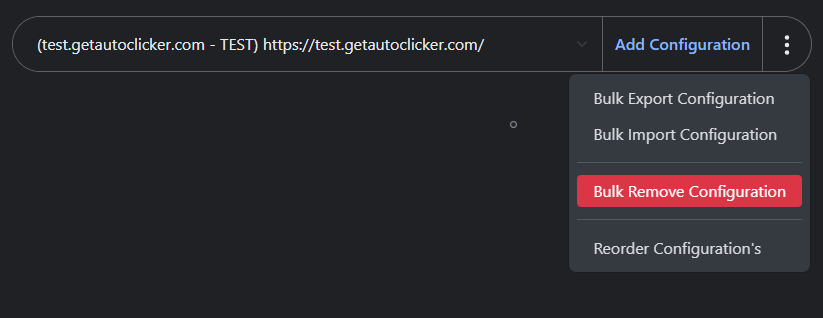 (test.getautoclicker.com - TEST) https://test.getautoclicker.com/ Add Configuration
Bulk Export Configuration
Bulk Import Configuration
Bulk Remove Configuration
Reorder Configuration's